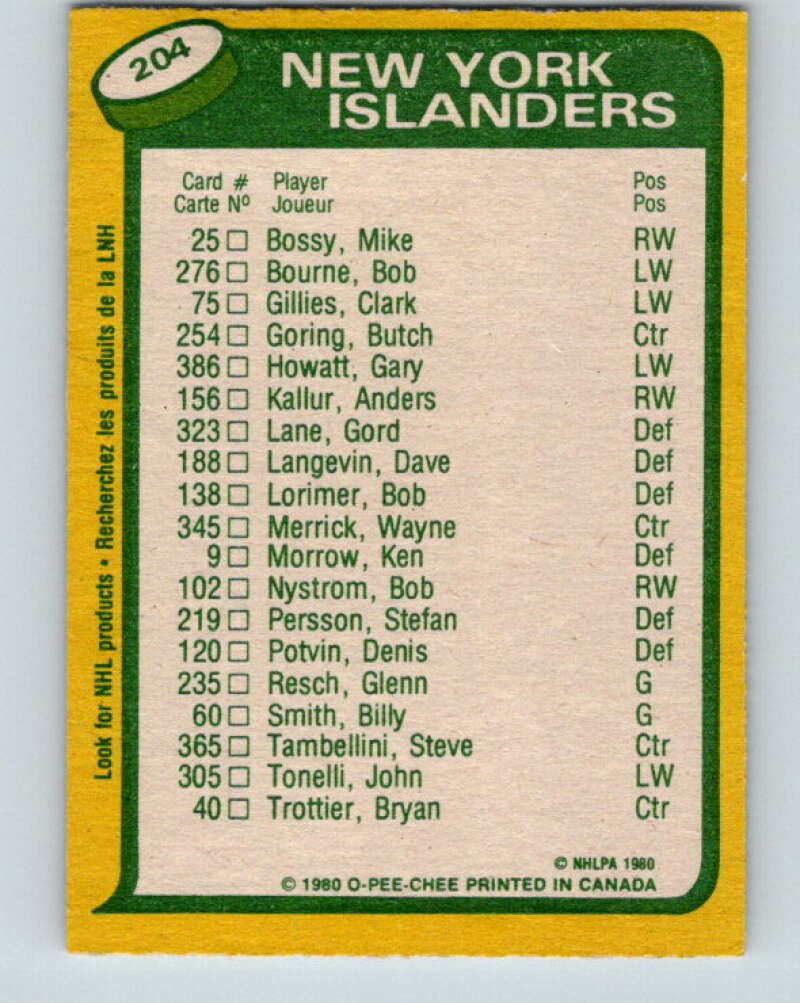 204
NEW YORK
ISLANDERS
Card # Player Pos
Carte Nº Joueur Pos
25 □ Bossy, Mike RW
276 □ Bourne, Bob LW
75 □ Gillies, Clark LW
254 □ Goring, Butch Ctr
386 □ Howatt, Gary LW
156 □ Kallur, Anders RW
323 □ Lane, Gord Def
188 □ Langevin, Dave Def
138 □ Lorimer, Bob Def
345 □ Merrick, Wayne Ctr
9 □ Morrow, Ken Def
102 □ Nystrom, Bob RW
219 □ Persson, Stefan Def
120 □ Potvin, Denis Def
235 □ Resch, Glenn G
60 □ Smith, Billy G
365 □ Tambellini, Steve Ctr
305 □ Tonelli, John LW
40 □ Trottier, Bryan Ctr
© NHLPA 1980
© 1980 O-PEE-CHEE PRINTED IN CANADA
Look for NHL products • Recherchez les produits de la LNH